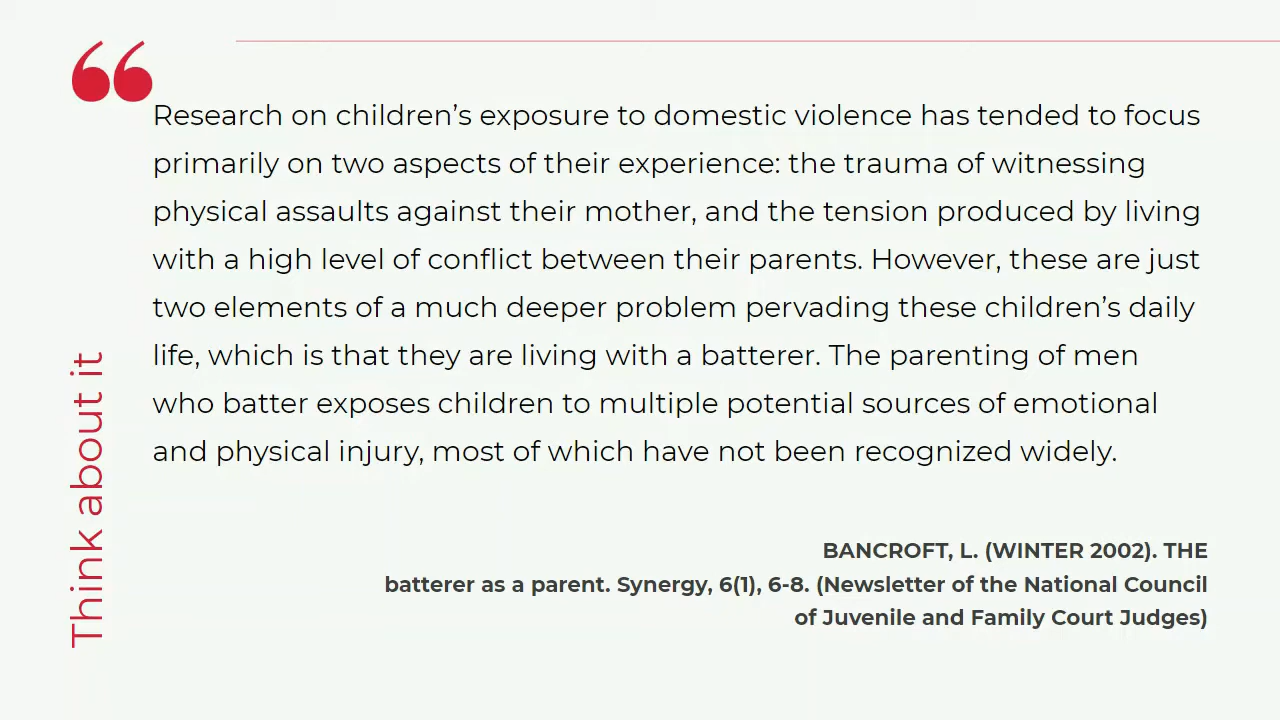 “
Research on children’s exposure to domestic violence has tended to focus
primarily on two aspects of their experience: the trauma of witnessing
physical assaults against their mother, and the tension produced by living
with a high level of conflict between their parents. However, these are just
two elements of a much deeper problem pervading these children’s daily
life, which is that they are living with a batterer. The parenting of men
who batter exposes children to multiple potential sources of emotional
and physical injury, most of which have not been recognized widely.
Think about it
BANCROFT, L. (WINTER 2002). THE
batterer as a parent. Synergy, 6(1), 6-8. (Newsletter of the National Council
of Juvenile and Family Court Judges)